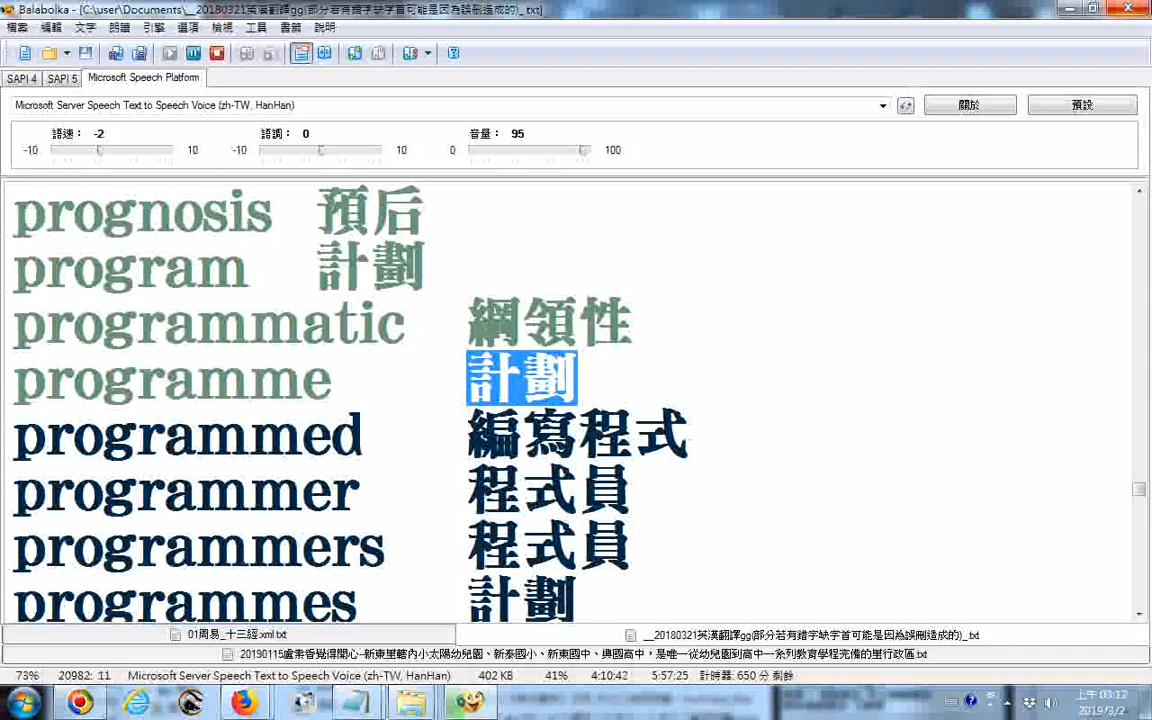 Balabolka - [C:\user\Documents\__20180321英漢翻譯gg(部分若有錯字缺字首可能是因為誤刪造成的)_.txt]
檔案 編輯 文字 朗讀 引擎 選項 檢視 工具 書籤 說明
SAPI 4 SAPI 5 Microsoft Speech Platform
Microsoft Server Speech Text to Speech Voice (zh-TW, HanHan) 關於 預設
語速： -2 語調： 0 音量： 95
-10 10 -10 10 0 100
prognosis 預后
program 計劃
programmatic 綱領性
programme 計劃
programmed 編寫程式
programmer 程式員
programmers 程式員
programmes 計劃
01周易_十三經.xml.txt __20180321英漢翻譯gg(部分若有錯字缺字首可能是因為誤刪造成的)_.txt
20190115盧素香覺得開心-新東里轄內小太陽幼兒園、新泰國小、新東國中、興國高中，是唯一從幼兒園到高中一系列教育學程完備的里行政區.txt
73% 20982: 11 Microsoft Server Speech Text to Speech Voice (zh-TW, HanHan) 402 KB 41% 4:10:42 5:57:25 計時器: 650 分 剩餘
上午 03:12
2019/3/2